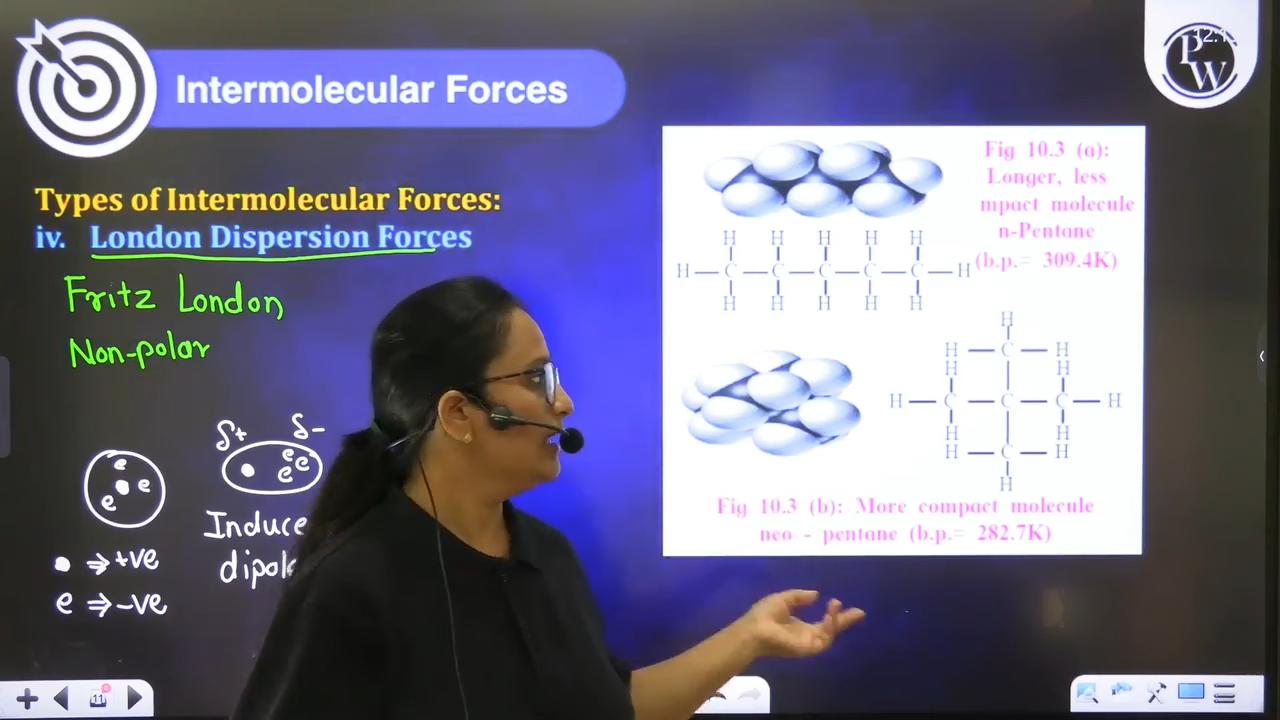 Intermolecular Forces
PW
Types of Intermolecular Forces:
iv. London Dispersion Forces
Fritz London,
Non-polar
δ+ δ-
e
e e
e e
e
Induce
dipole
• ⇒ +ve
e ⇒ -ve
Fig 10.3 (a):
Longer, less
mpact molecule
n-Pentane
(b.p.= 309.4K)
H H H H H
H — C — C — C — C — C — H
H H H H H
H
H — C — H
H H
H — C — C — C — H
H H
H — C — H
H
Fig 10.3 (b): More compact molecule
neo - pentane (b.p.= 282.7K)
11